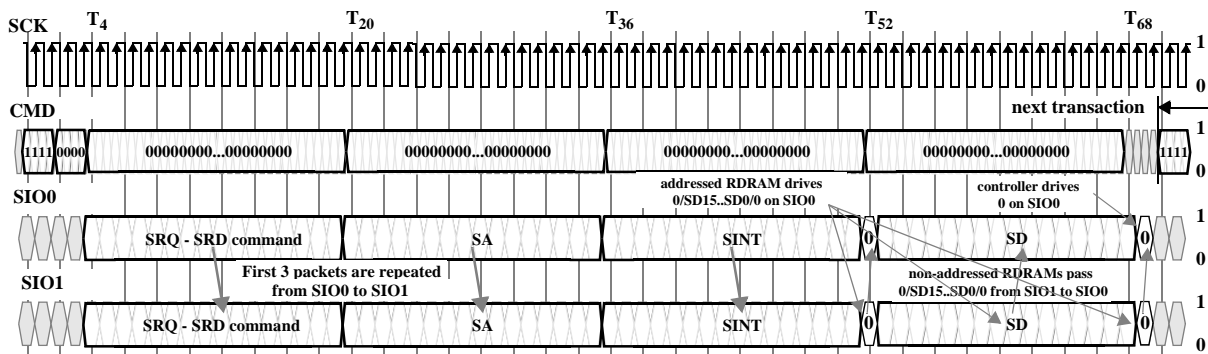 SCK T4 T20 T36 T52 T68
1
0
next transaction
CMD
1111 0000 00000000...00000000 00000000...00000000 00000000...00000000 00000000...00000000 1111
1
0
addressed RDRAM drives
0/SD15..SD0/0 on SIO0
controller drives
0 on SIO0
SIO0
SRQ - SRD command SA SINT 0 SD 0
1
0
First 3 packets are repeated
from SIO0 to SIO1
non-addressed RDRAMs pass
0/SD15..SD0/0 from SIO1 to SIO0
SIO1
SRQ - SRD command SA SINT 0 SD 0
1
0